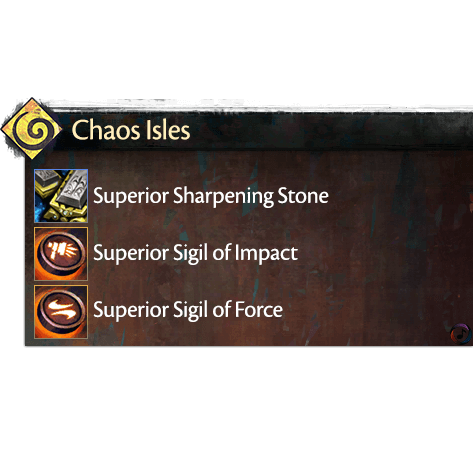 Chaos Isles
Superior Sharpening Stone
Superior Sigil of Impact
Superior Sigil of Force